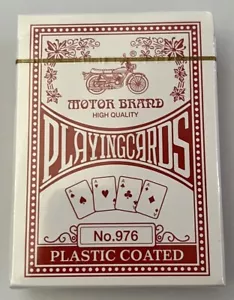 MOTOR BRAND
HIGH QUALITY
PLAYINGCARDS
No.976
PLASTIC COATED